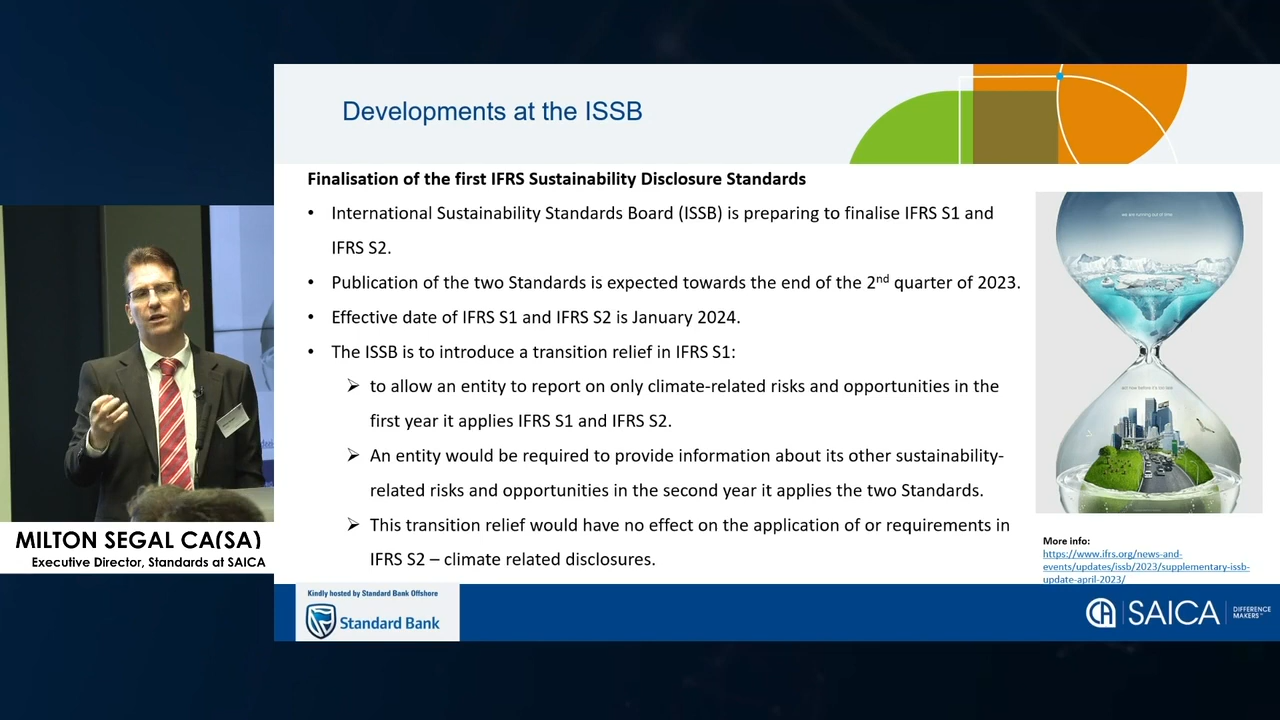 Developments at the ISSB
Finalisation of the first IFRS Sustainability Disclosure Standards
• International Sustainability Standards Board (ISSB) is preparing to finalise IFRS S1 and
IFRS S2.
• Publication of the two Standards is expected towards the end of the 2nd quarter of 2023.
• Effective date of IFRS S1 and IFRS S2 is January 2024.
• The ISSB is to introduce a transition relief in IFRS S1:
➢ to allow an entity to report on only climate-related risks and opportunities in the
first year it applies IFRS S1 and IFRS S2.
➢ An entity would be required to provide information about its other sustainability-
related risks and opportunities in the second year it applies the two Standards.
➢ This transition relief would have no effect on the application of or requirements in
IFRS S2 – climate related disclosures.
we are running out of time
More info:
https://www.ifrs.org/news-and-
events/updates/issb/2023/supplementary-issb-
update-april-2023/
MILTON SEGAL CA(SA)
Executive Director, Standards at SAICA
Kindly hosted by Standard Bank Offshore
Standard Bank
SAICA
DIFFERENCE
MAKERS™